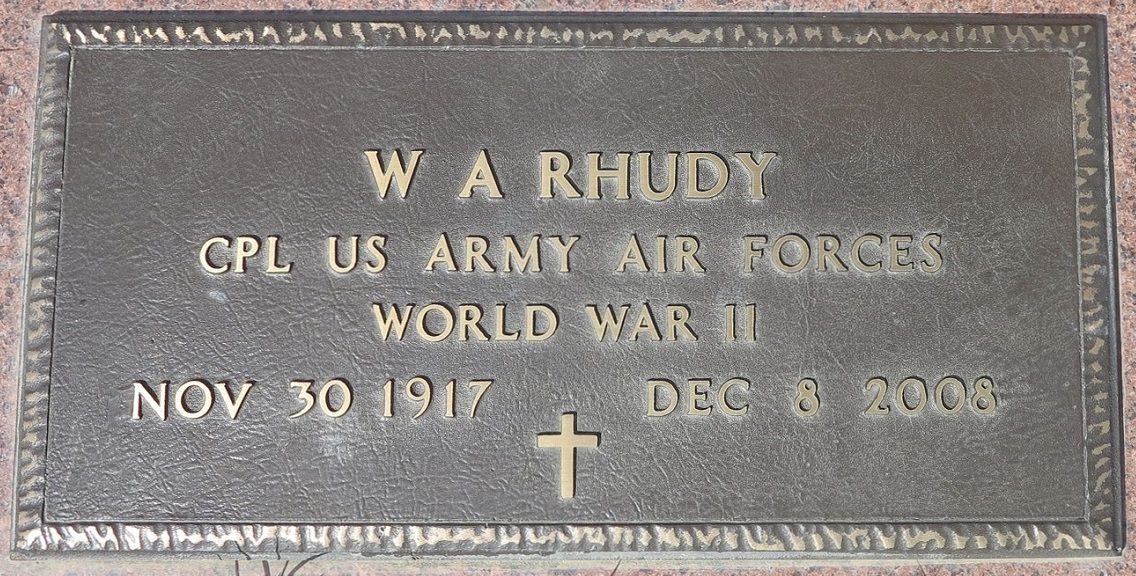 W A RHUDY
CPL US ARMY AIR FORCES
WORLD WAR II
NOV 30 1917 DEC 8 2008